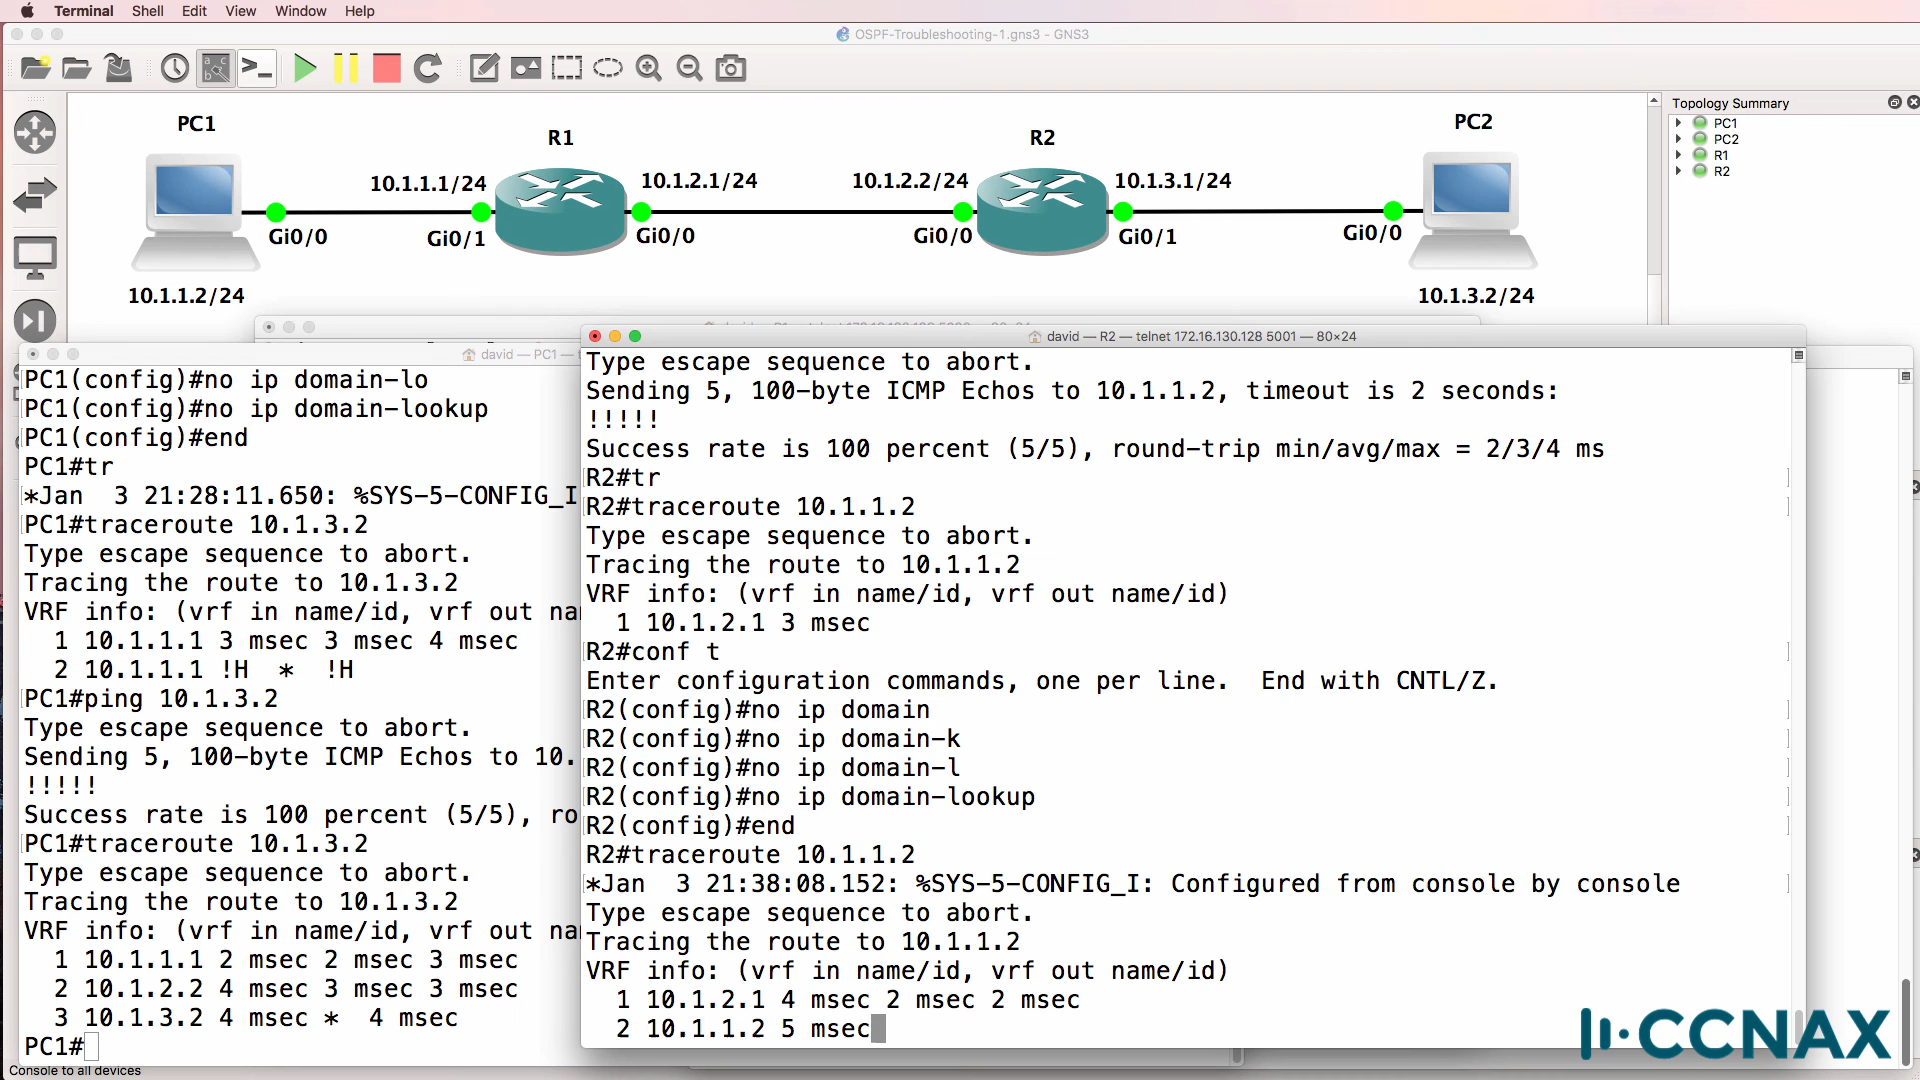 Terminal Shell Edit View Window Help
OSPF-Troubleshooting-1.gns3 - GNS3
Topology Summary
PC1
PC2
R1
R2
PC1
R1
R2
PC2
10.1.1.1/24
10.1.2.1/24
10.1.2.2/24
10.1.3.1/24
Gi0/0
Gi0/1
Gi0/0
Gi0/0
Gi0/1
Gi0/0
10.1.1.2/24
10.1.3.2/24
david — PC1 —
PC1(config)#no ip domain-lo
PC1(config)#no ip domain-lookup
PC1(config)#end
PC1#tr
*Jan  3 21:28:11.650: %SYS-5-CONFIG_I
PC1#traceroute 10.1.3.2
Type escape sequence to abort.
Tracing the route to 10.1.3.2
VRF info: (vrf in name/id, vrf out na
1 10.1.1.1 3 msec 3 msec 4 msec
2 10.1.1.1 !H  *  !H
PC1#ping 10.1.3.2
Type escape sequence to abort.
Sending 5, 100-byte ICMP Echos to 10.
!!!!!
Success rate is 100 percent (5/5), ro
PC1#traceroute 10.1.3.2
Type escape sequence to abort.
Tracing the route to 10.1.3.2
VRF info: (vrf in name/id, vrf out na
1 10.1.1.1 2 msec 2 msec 3 msec
2 10.1.2.2 4 msec 3 msec 3 msec
3 10.1.3.2 4 msec *  4 msec
PC1#
david — R2 — telnet 172.16.130.128 5001 — 80×24
Type escape sequence to abort.
Sending 5, 100-byte ICMP Echos to 10.1.1.2, timeout is 2 seconds:
!!!!!
Success rate is 100 percent (5/5), round-trip min/avg/max = 2/3/4 ms
R2#tr
R2#traceroute 10.1.1.2
Type escape sequence to abort.
Tracing the route to 10.1.1.2
VRF info: (vrf in name/id, vrf out name/id)
1 10.1.2.1 3 msec
R2#conf t
Enter configuration commands, one per line.  End with CNTL/Z.
R2(config)#no ip domain
R2(config)#no ip domain-k
R2(config)#no ip domain-l
R2(config)#no ip domain-lookup
R2(config)#end
R2#traceroute 10.1.1.2
*Jan  3 21:38:08.152: %SYS-5-CONFIG_I: Configured from console by console
Type escape sequence to abort.
Tracing the route to 10.1.1.2
VRF info: (vrf in name/id, vrf out name/id)
1 10.1.2.1 4 msec 2 msec 2 msec
2 10.1.1.2 5 msec
Console to all devices
CCNAX